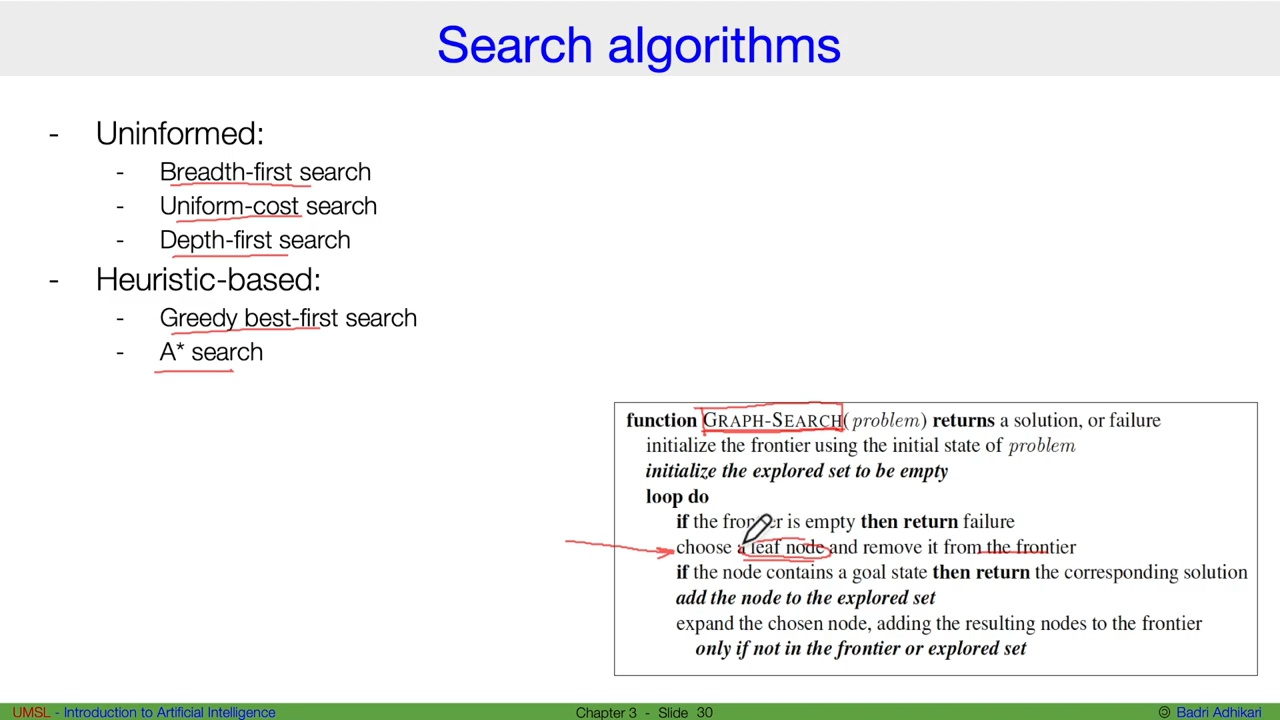 Search algorithms
- Uninformed:
- Breadth-first search
- Uniform-cost search
- Depth-first search
- Heuristic-based:
- Greedy best-first search
- A* search
function GRAPH-SEARCH(problem) returns a solution, or failure
initialize the frontier using the initial state of problem
initialize the explored set to be empty
loop do
if the frontier is empty then return failure
choose a leaf node and remove it from the frontier
if the node contains a goal state then return the corresponding solution
add the node to the explored set
expand the chosen node, adding the resulting nodes to the frontier
only if not in the frontier or explored set
UMSL - Introduction to Artificial Intelligence
Chapter 3 - Slide 30
Badri Adhikari